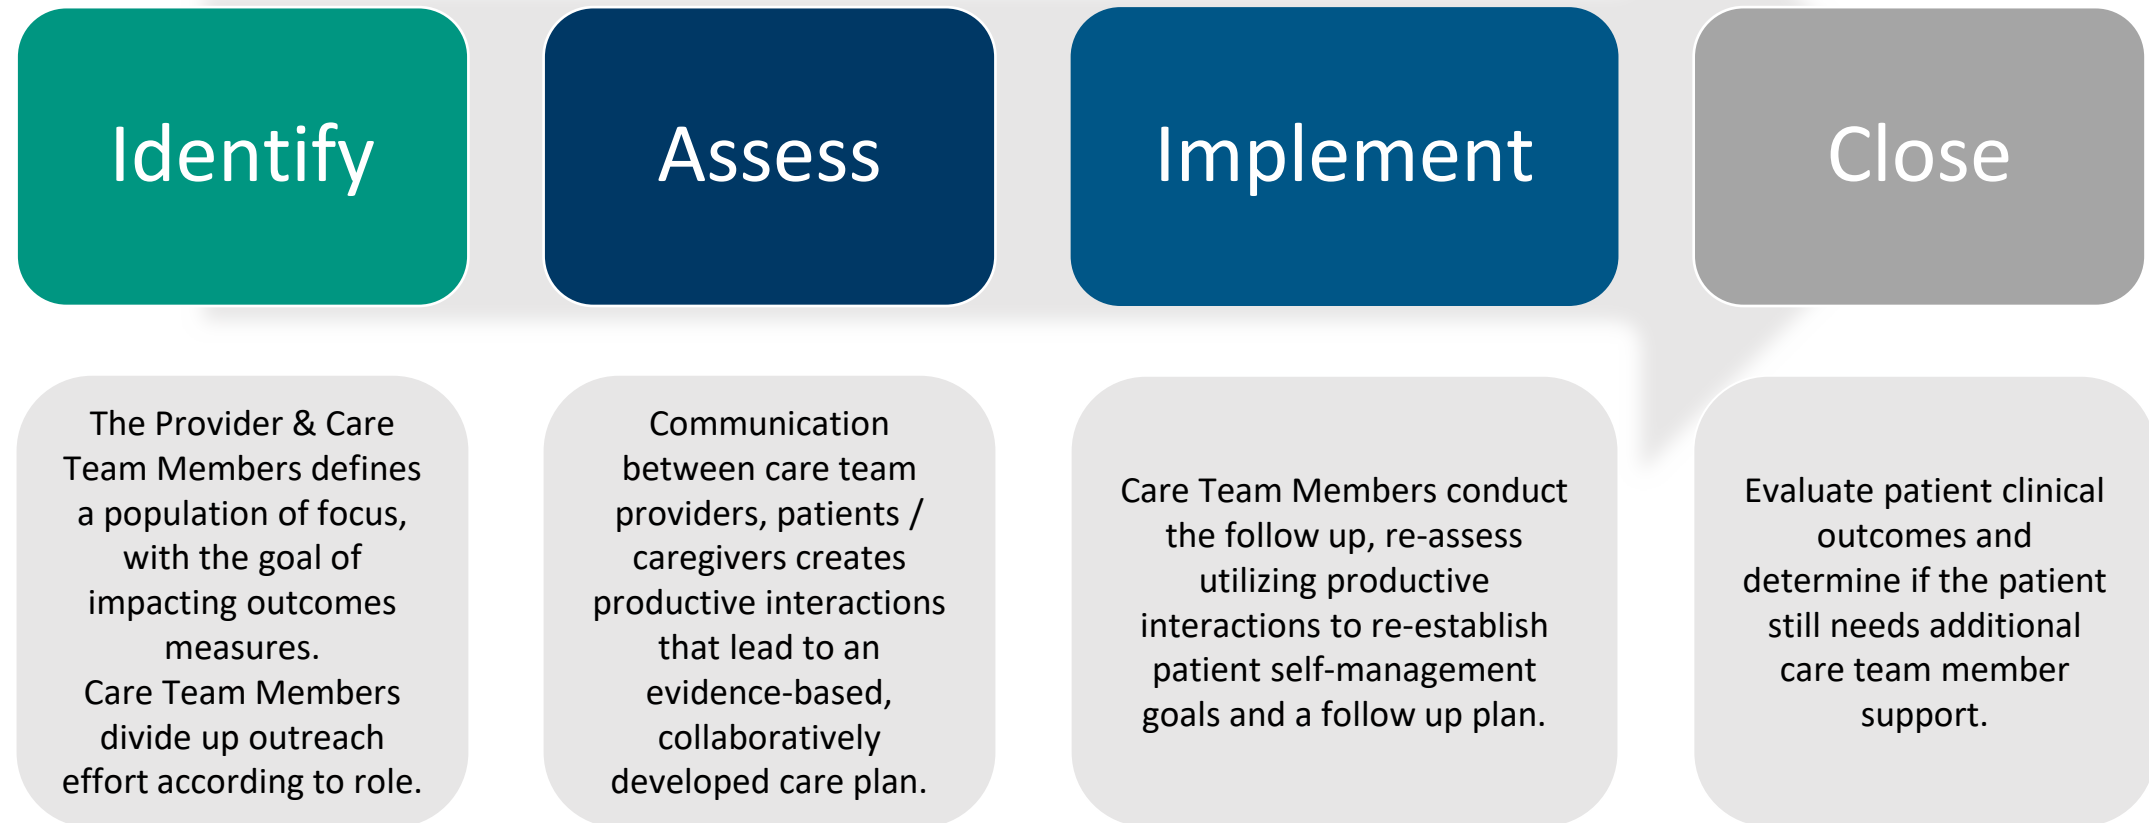 Identify
Assess
Implement
Close
The Provider & Care
Team Members defines
a population of focus,
with the goal of
impacting outcomes
measures.
Care Team Members
divide up outreach
effort according to role.
Communication
between care team
providers, patients /
caregivers creates
productive interactions
that lead to an
evidence-based,
collaboratively
developed care plan.
Care Team Members conduct
the follow up, re-assess
utilizing productive
interactions to re-establish
patient self-management
goals and a follow up plan.
Evaluate patient clinical
outcomes and
determine if the patient
still needs additional
care team member
support.